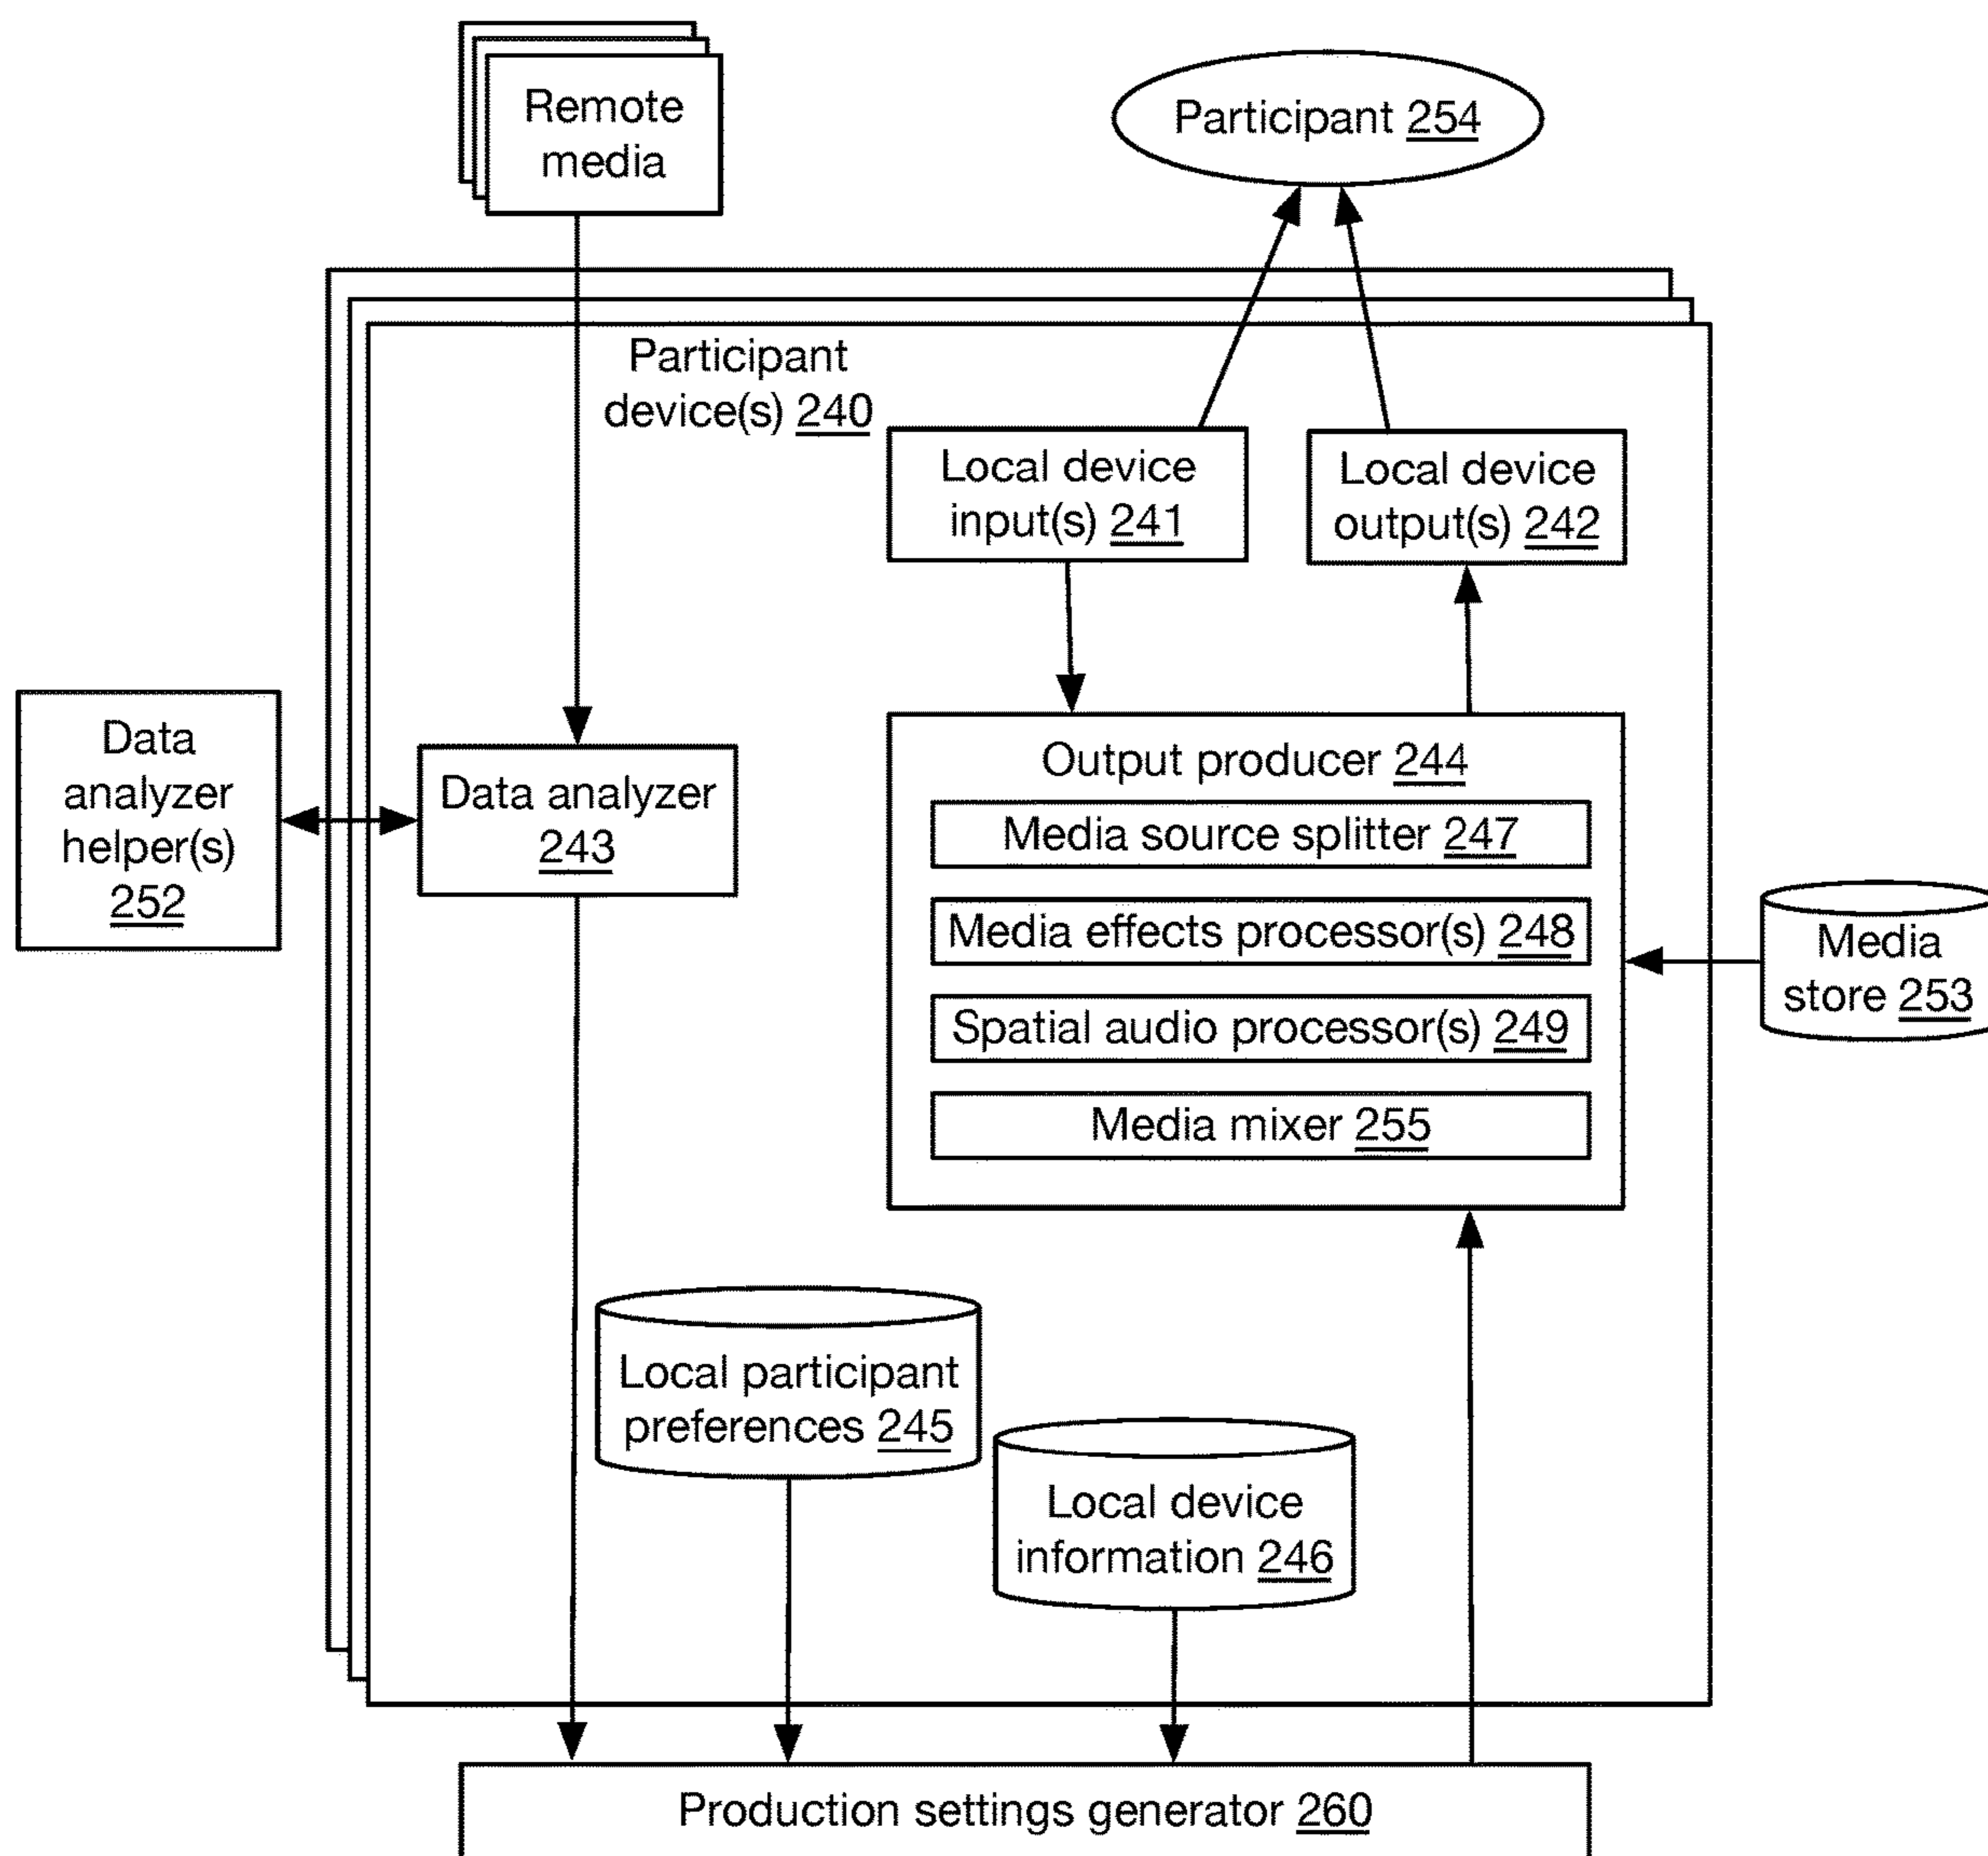 Remote
media
Participant 254
Participant
device(s) 240
Local device
input(s) 241
Local device
output(s) 242
Data
analyzer
helper(s)
252
Data analyzer
243
Output producer 244
Media source splitter 247
Media effects processor(s) 248
Spatial audio processor(s) 249
Media mixer 255
Media
store 253
Local participant
preferences 245
Local device
information 246
Production settings generator 260